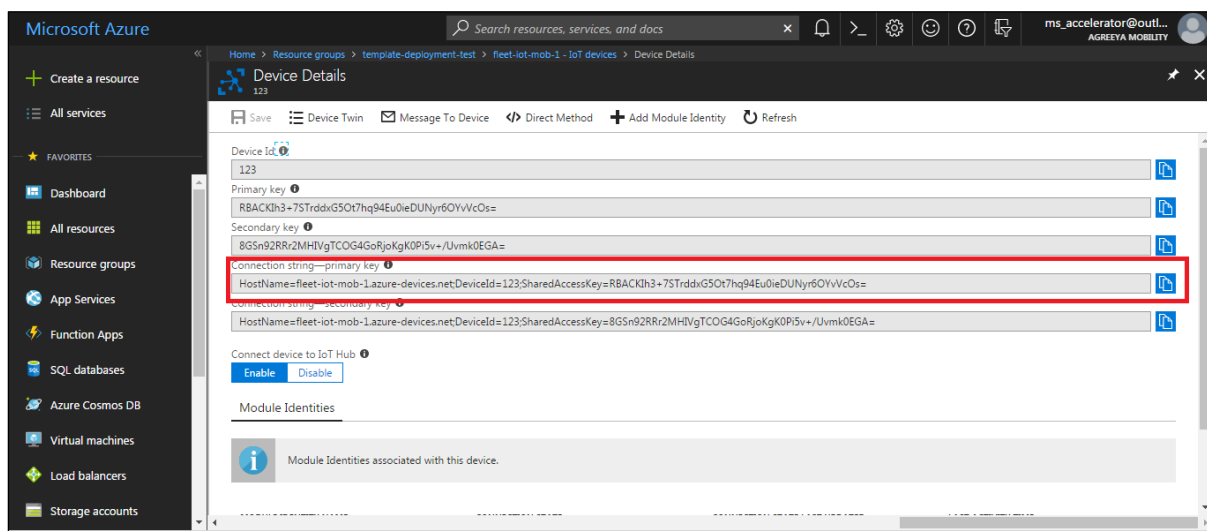 Microsoft Azure
Search resources, services, and docs
ms_accelerator@outl...
AGREEYA MOBILITY
Home > Resource groups > template-deployment-test > fleet-iot-mob-1 - IoT devices > Device Details
Create a resource
All services
FAVORITES
Dashboard
All resources
Resource groups
App Services
Function Apps
SQL databases
Azure Cosmos DB
Virtual machines
Load balancers
Storage accounts
Device Details
123
Save Device Twin Message To Device Direct Method Add Module Identity Refresh
Device Id
123
Primary key
RBACKIh3+7STrddxG5Ot7hq94Eu0ieDUNyr6OYvVcOs=
Secondary key
8GSn92RRr2MHIVgTCOG4GoRjoKgK0Pi5v+/Uvmk0EGA=
Connection string—primary key
HostName=fleet-iot-mob-1.azure-devices.net;DeviceId=123;SharedAccessKey=RBACKIh3+7STrddxG5Ot7hq94Eu0ieDUNyr6OYvVcOs=
Connection string—secondary key
HostName=fleet-iot-mob-1.azure-devices.net;DeviceId=123;SharedAccessKey=8GSn92RRr2MHIVgTCOG4GoRjoKgK0Pi5v+/Uvmk0EGA=
Connect device to IoT Hub
Enable Disable
Module Identities
Module Identities associated with this device.